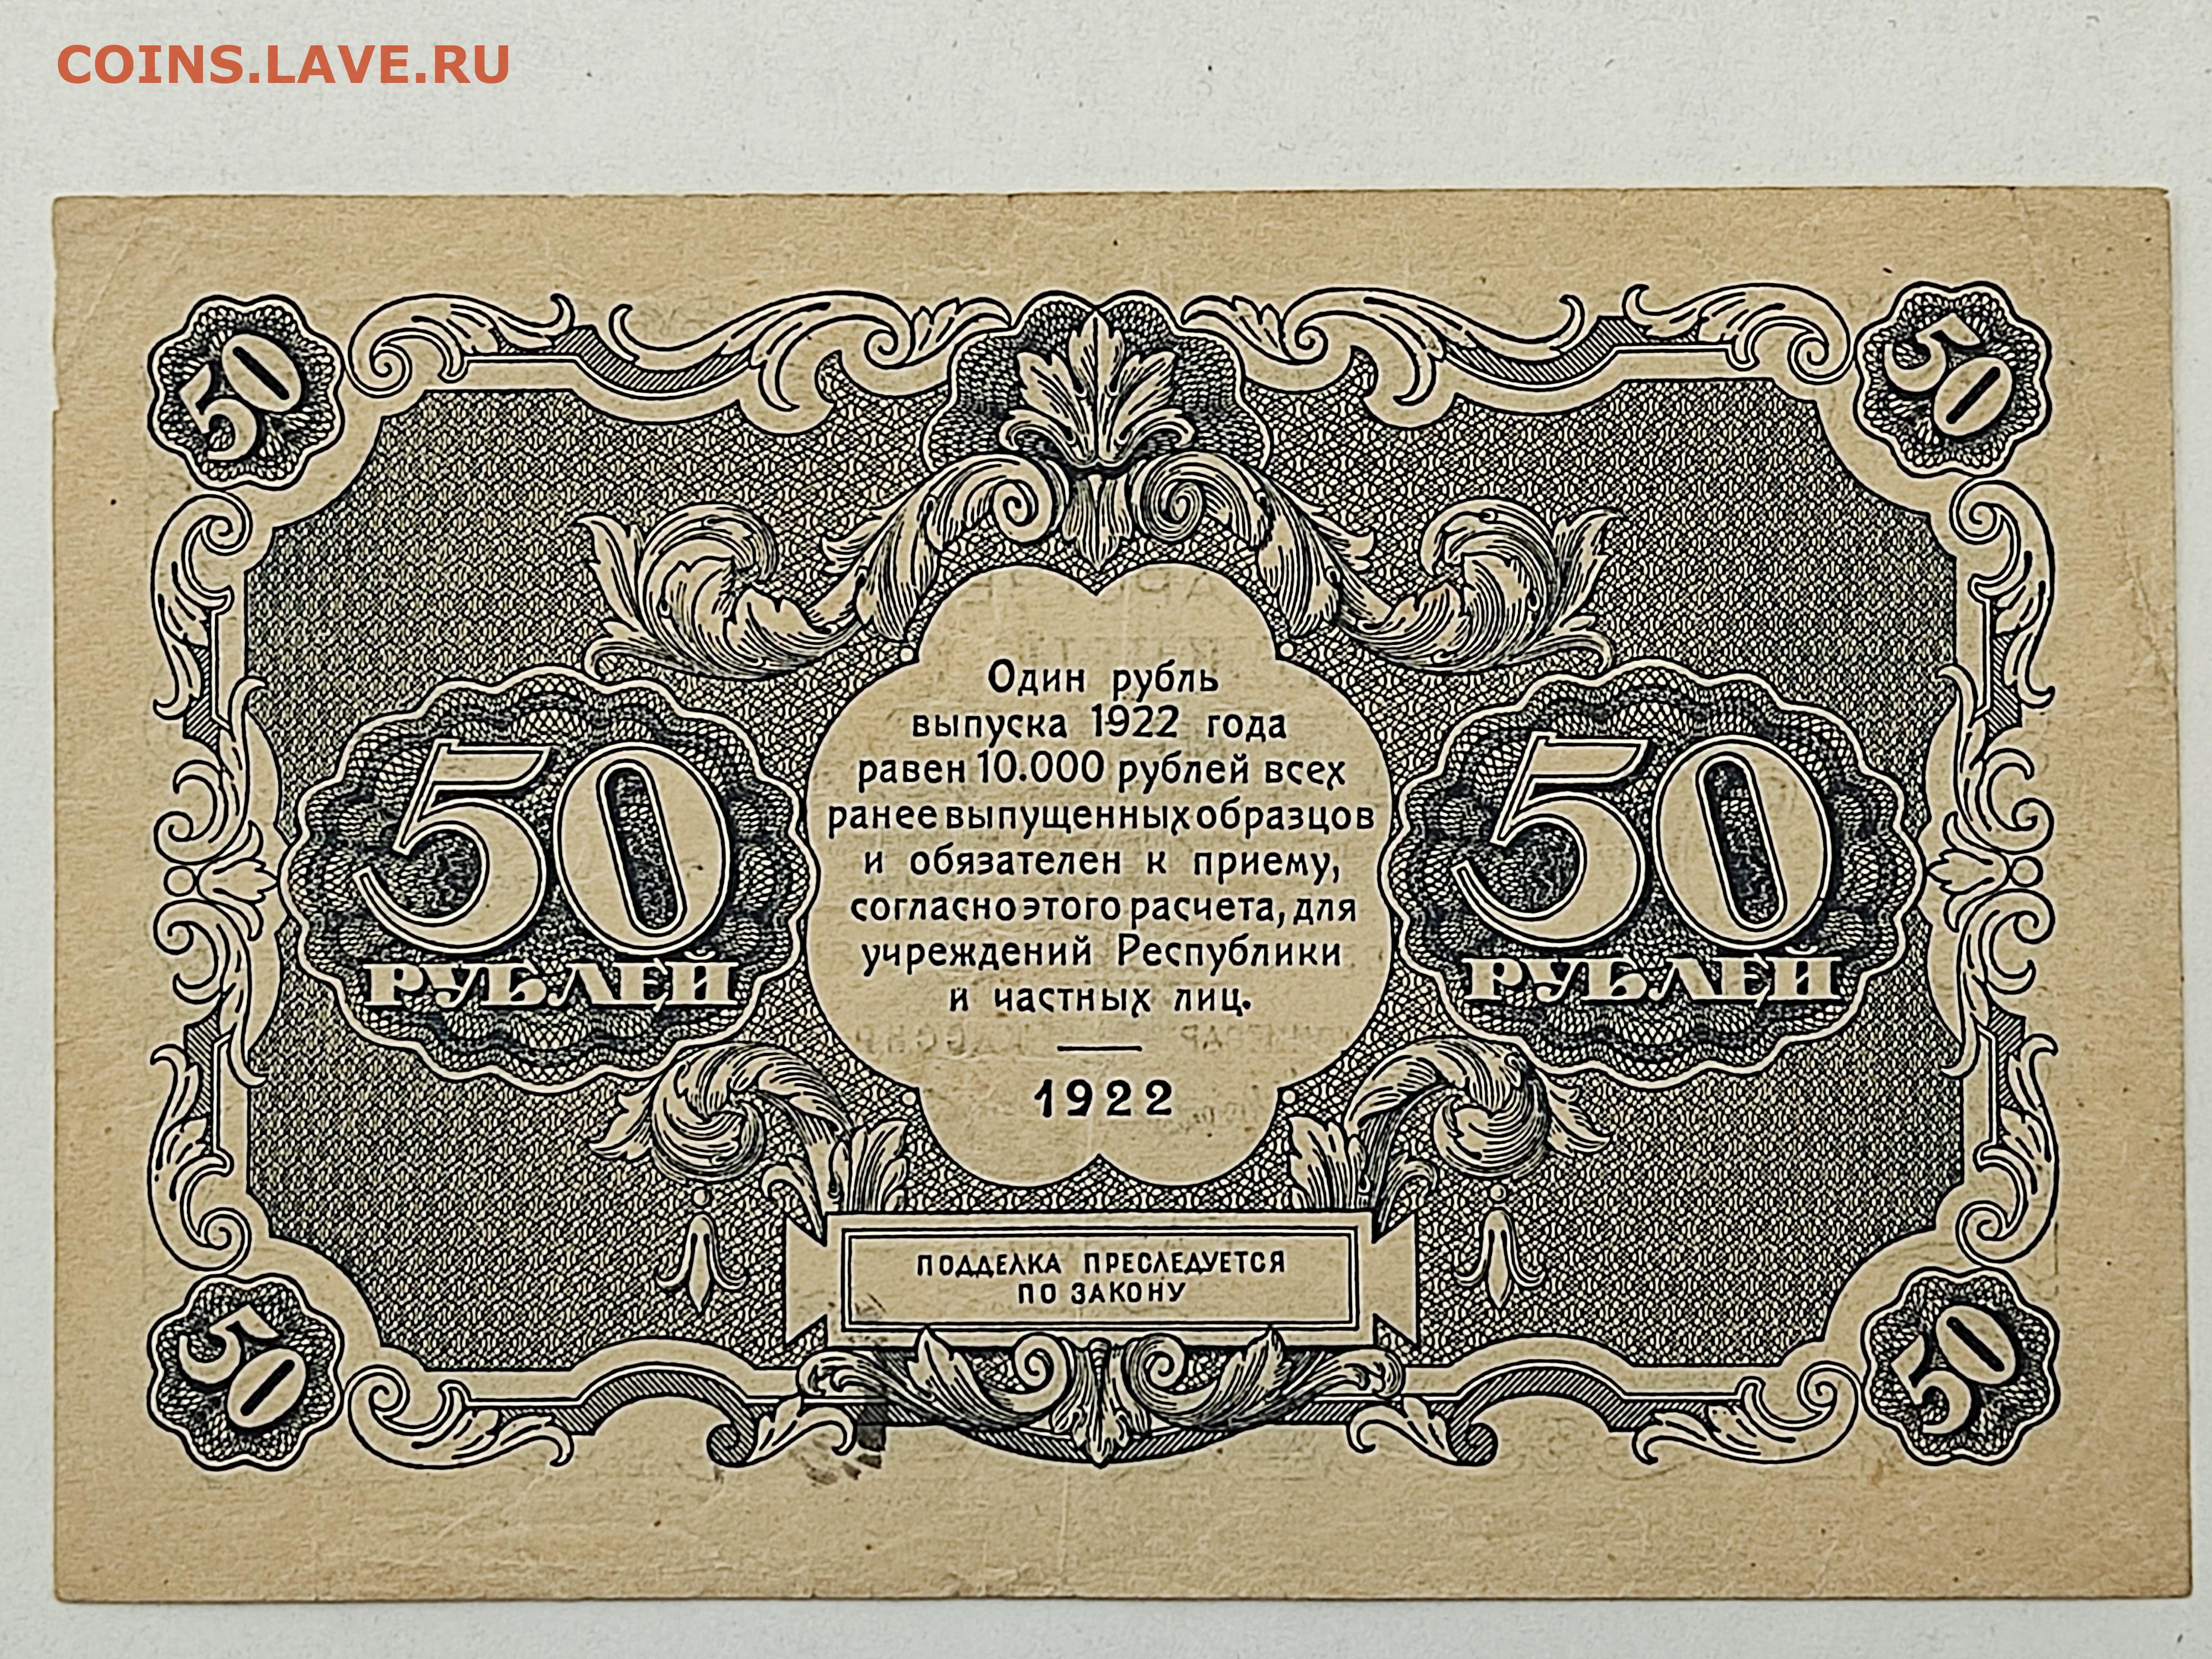 COINS.LAVE.RU
50
50
Один рубль
выпуска 1922 года
равен 10.000 рублей всех
ранее выпущенных образцов
и обязателен к приему,
согласно этого расчета, для
учреждений Республики
и частных лиц.
1922
50
РУБЛЕЙ
50
РУБЛЕЙ
ПОДДЕЛКА ПРЕСЛЕДУЕТСЯ
ПО ЗАКОНУ
50
50